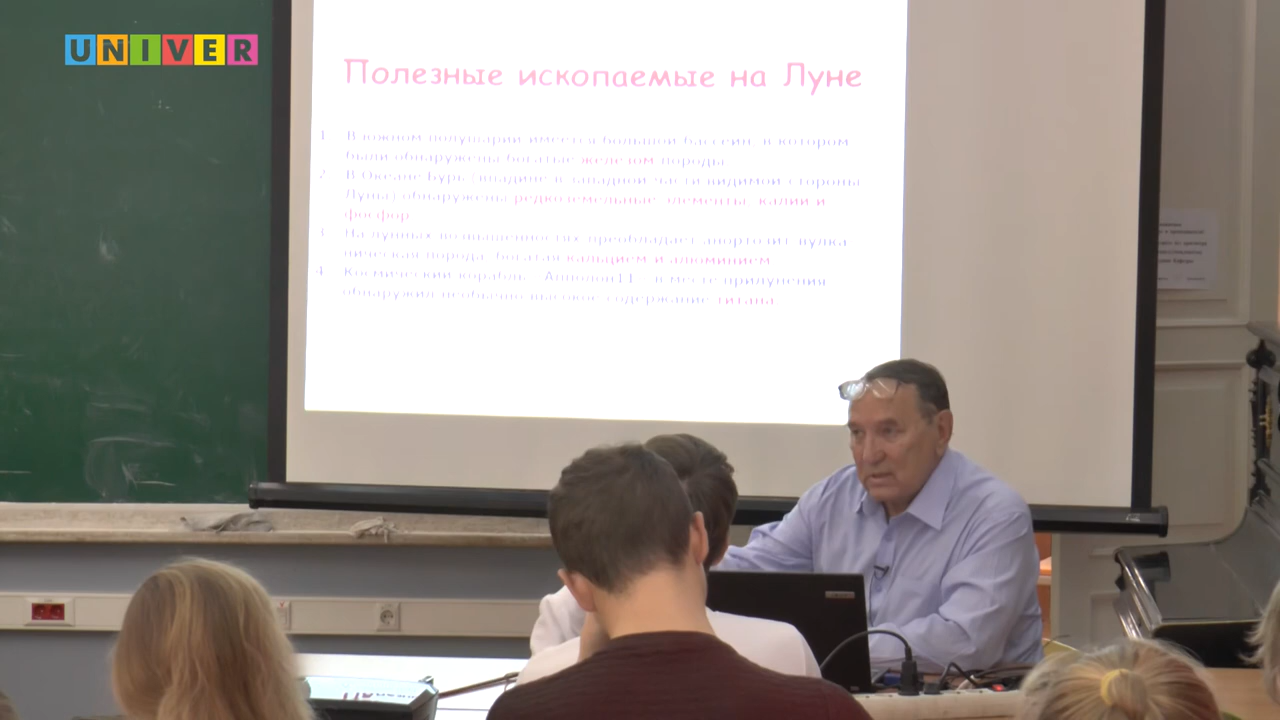 UNIVER
Полезные ископаемые на Луне
1. В южном полушарии имеется большой бассейн, в котором
были обнаружены богатые железом породы
2. В Океане Бурь (впадине в западной части видимой стороны
Луны) обнаружены редкоземельные элементы, калий и
фосфор
3. На лунных возвышенностях преобладает анортозит вулка
ническая порода, богатая кальцием и алюминием
4. Космический корабль Апполон11 в месте прилунения
обнаружил необычно высокое содержание титана